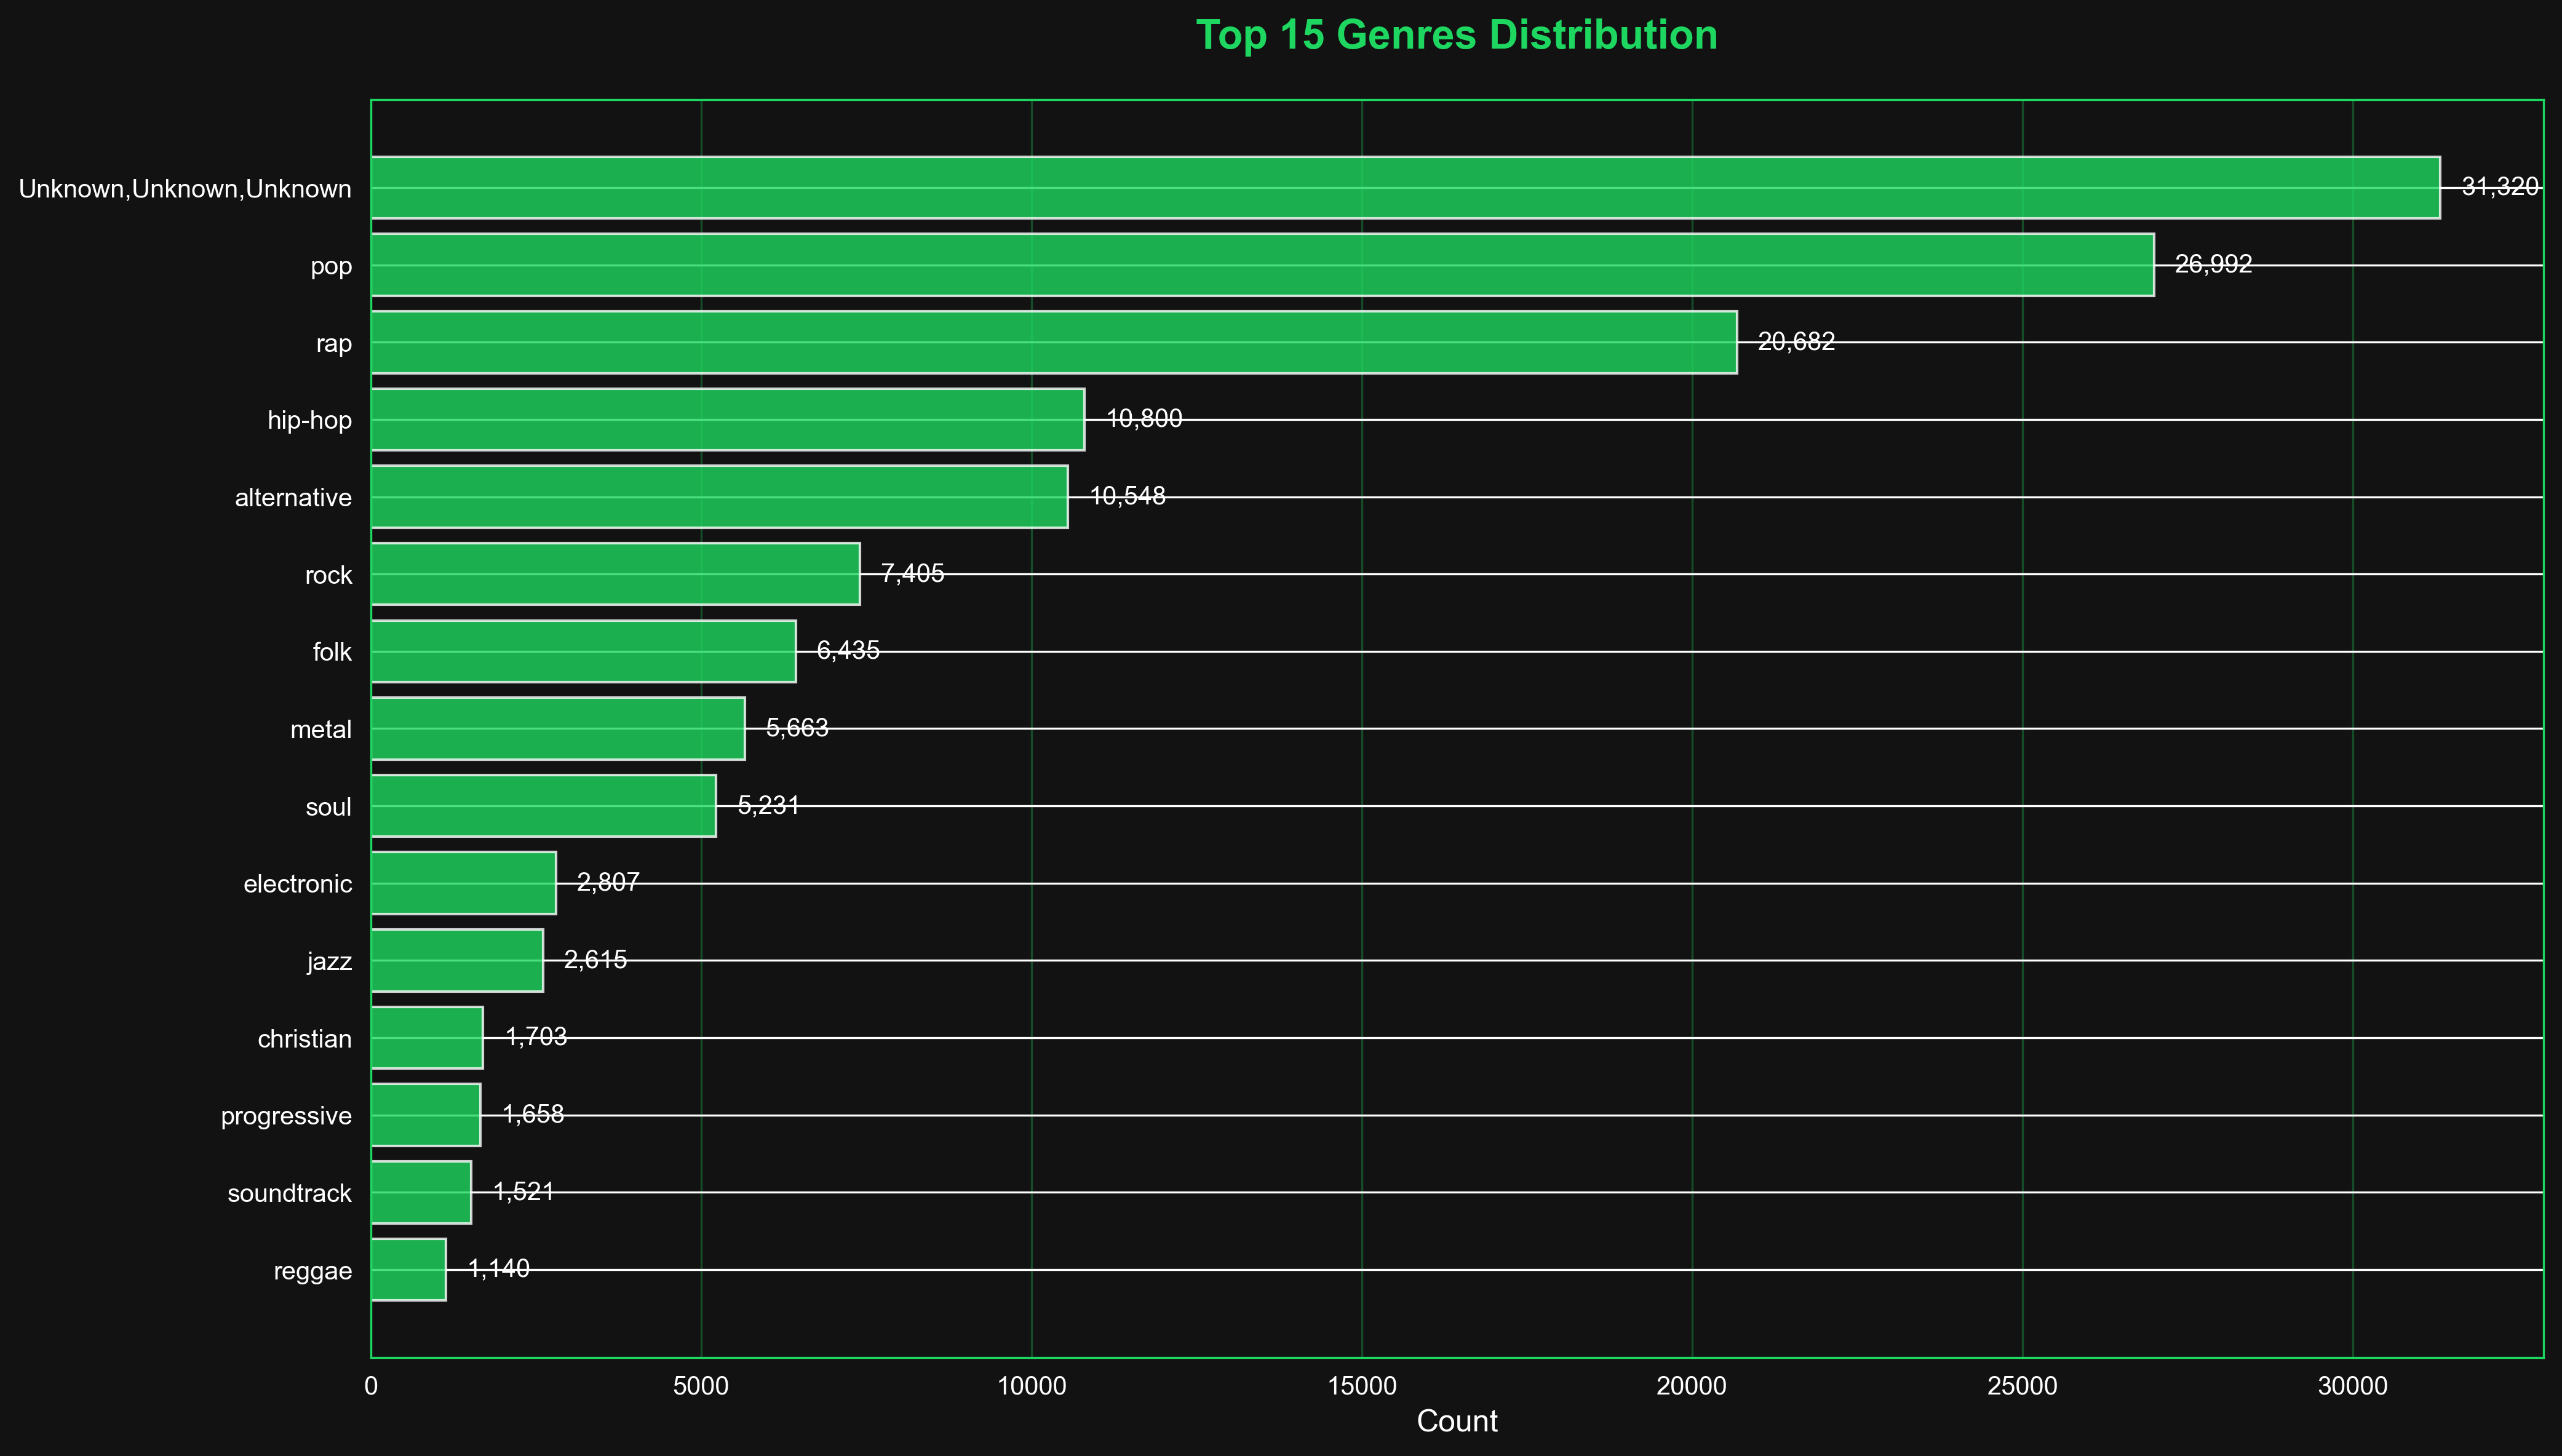 Top 15 Genres Distribution
Unknown,Unknown,Unknown 31,320
pop 26,992
rap 20,682
hip-hop 10,800
alternative 10,548
rock 7,405
folk 6,435
metal 5,663
soul 5,231
electronic 2,807
jazz 2,615
christian 1,703
progressive 1,658
soundtrack 1,521
reggae 1,140
0 5000 10000 15000 20000 25000 30000
Count